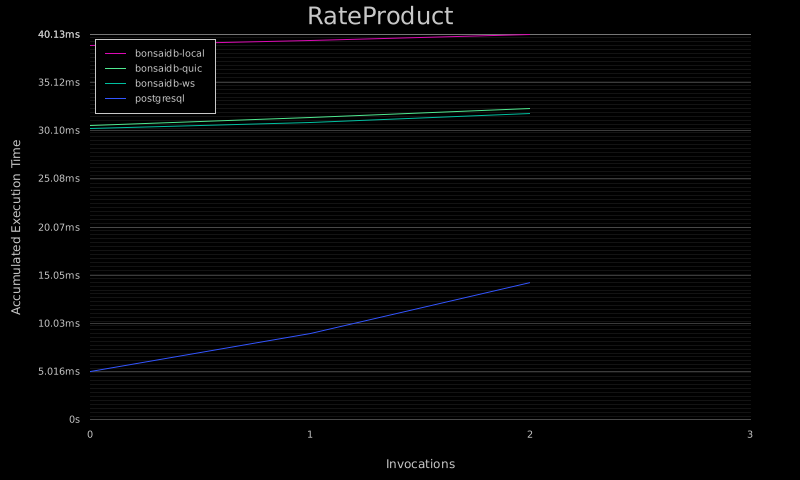 RateProduct
40.13ms
bonsaidb-local
bonsaidb-quic
bonsaidb-ws
postgresql
35.12ms
30.10ms
25.08ms
20.07ms
15.05ms
10.03ms
5.016ms
0s
Accumulated Execution Time
0 1 2 3
Invocations